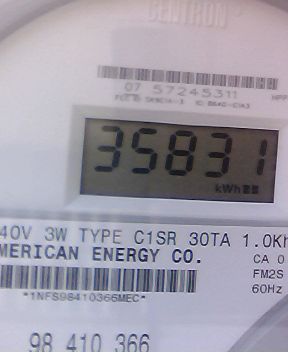 CENTRON
07 57245311
35831
kWh
40V 3W TYPE C1SR 30TA 1.0Kh
MERICAN ENERGY CO.
CA 0
FM2S
60Hz
*1NFS98410366MEC*
98 410 366